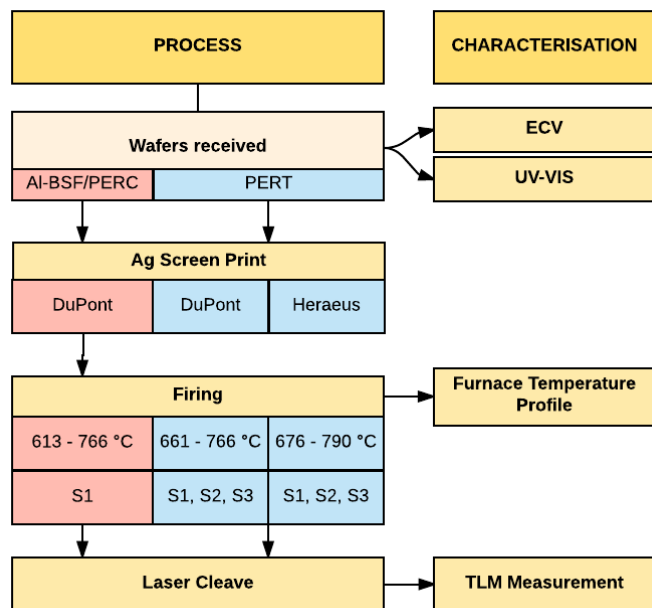 PROCESS
CHARACTERISATION
Wafers received
ECV
UV-VIS
Al-BSF/PERC
PERT
Ag Screen Print
DuPont
DuPont
Heraeus
Firing
Furnace Temperature
Profile
613 - 766 °C
661 - 766 °C
676 - 790 °C
S1
S1, S2, S3
S1, S2, S3
Laser Cleave
TLM Measurement